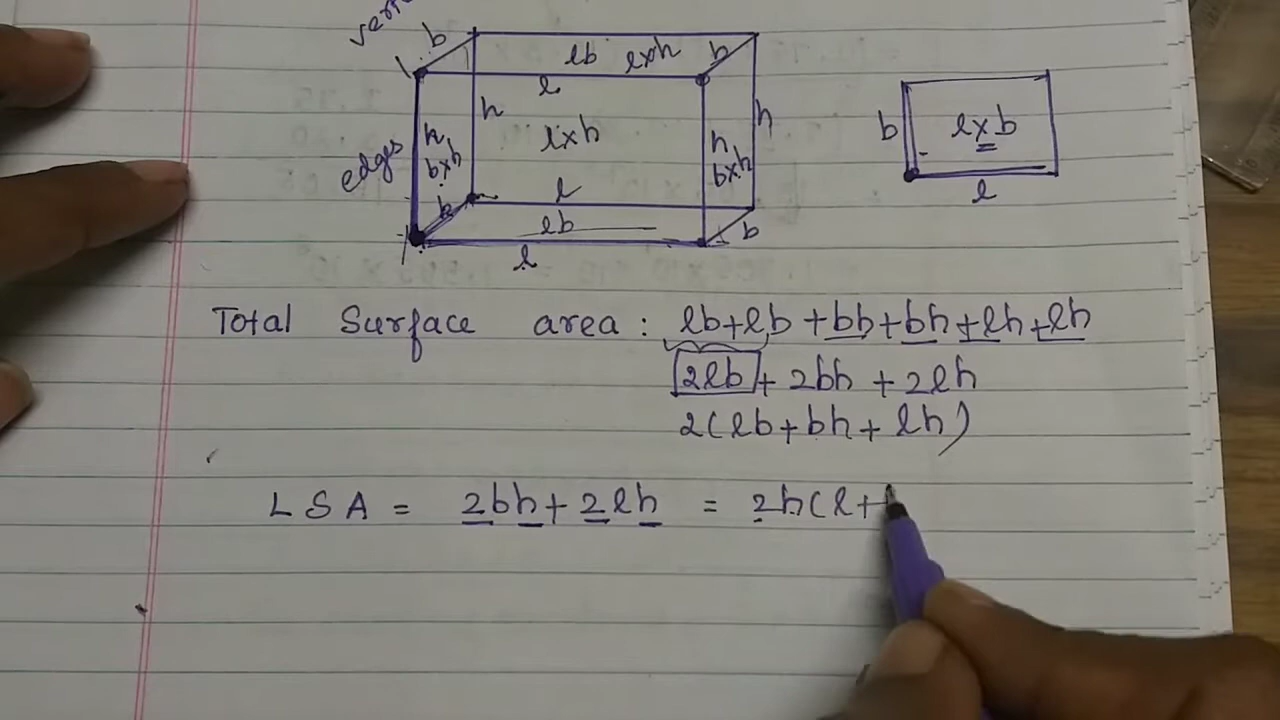 b
lb l×h b
l
h h h h
l×h
b×h b×h
edges
b l
lb b
l
b l×b
l
Total Surface area : lb+lb+bh+bh+lh+lh
2lb + 2bh + 2lh
2(lb+bh+lh)
LSA = 2bh+2lh = 2h(l+